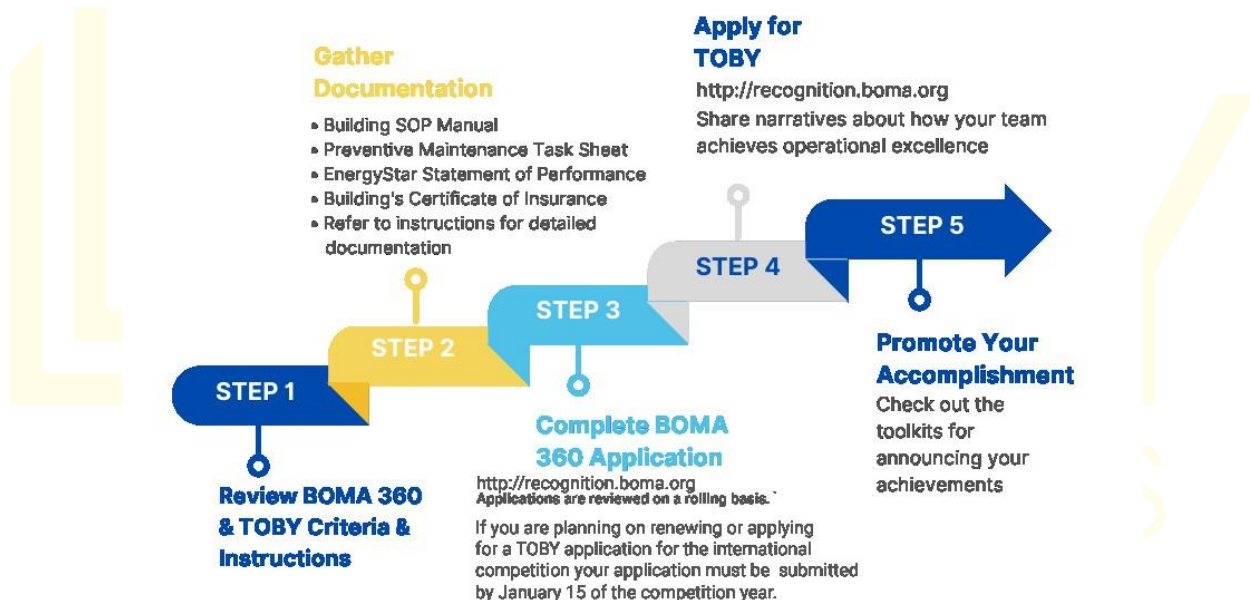 Apply for
TOBY
http://recognition.boma.org
Share narratives about how your team
achieves operational excellence
Gather
Documentation
• Building SOP Manual
• Preventive Maintenance Task Sheet
• EnergyStar Statement of Performance
• Building's Certificate of Insurance
• Refer to instructions for detailed
documentation
STEP 1
STEP 2
STEP 3
STEP 4
STEP 5
Review BOMA 360
& TOBY Criteria &
Instructions
Complete BOMA
360 Application
http://recognition.boma.org
Applications are reviewed on a rolling basis.
If you are planning on renewing or applying
for a TOBY application for the international
competition your application must be submitted
by January 15 of the competition year.
Promote Your
Accomplishment
Check out the
toolkits for
announcing your
achievements